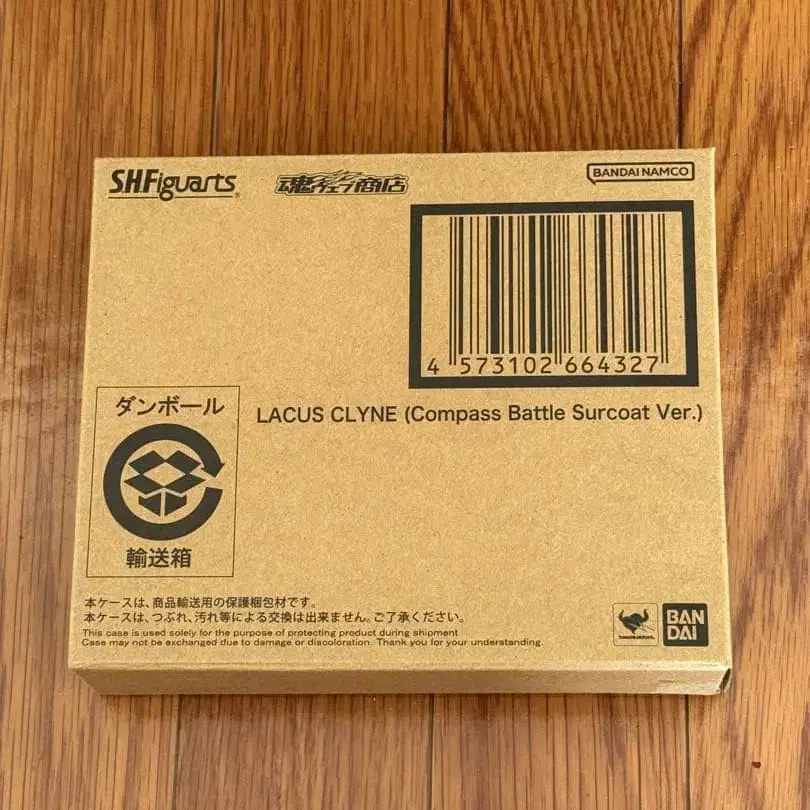 S.H.Figuarts
魂ウェブ商店
BANDAI NAMCO
4 573102 664327
ダンボール
輸送箱
LACUS CLYNE (Compass Battle Surcoat Ver.)
本ケースは、商品輸送用の保護梱包材です。
本ケースは、つぶれ、汚れ等による交換は出来ません。ご了承ください。
This case is used solely for the purpose of protecting product during shipment
Case may not be exchanged due to damage or discoloration. Thank you for your understanding.
BAN
DAI